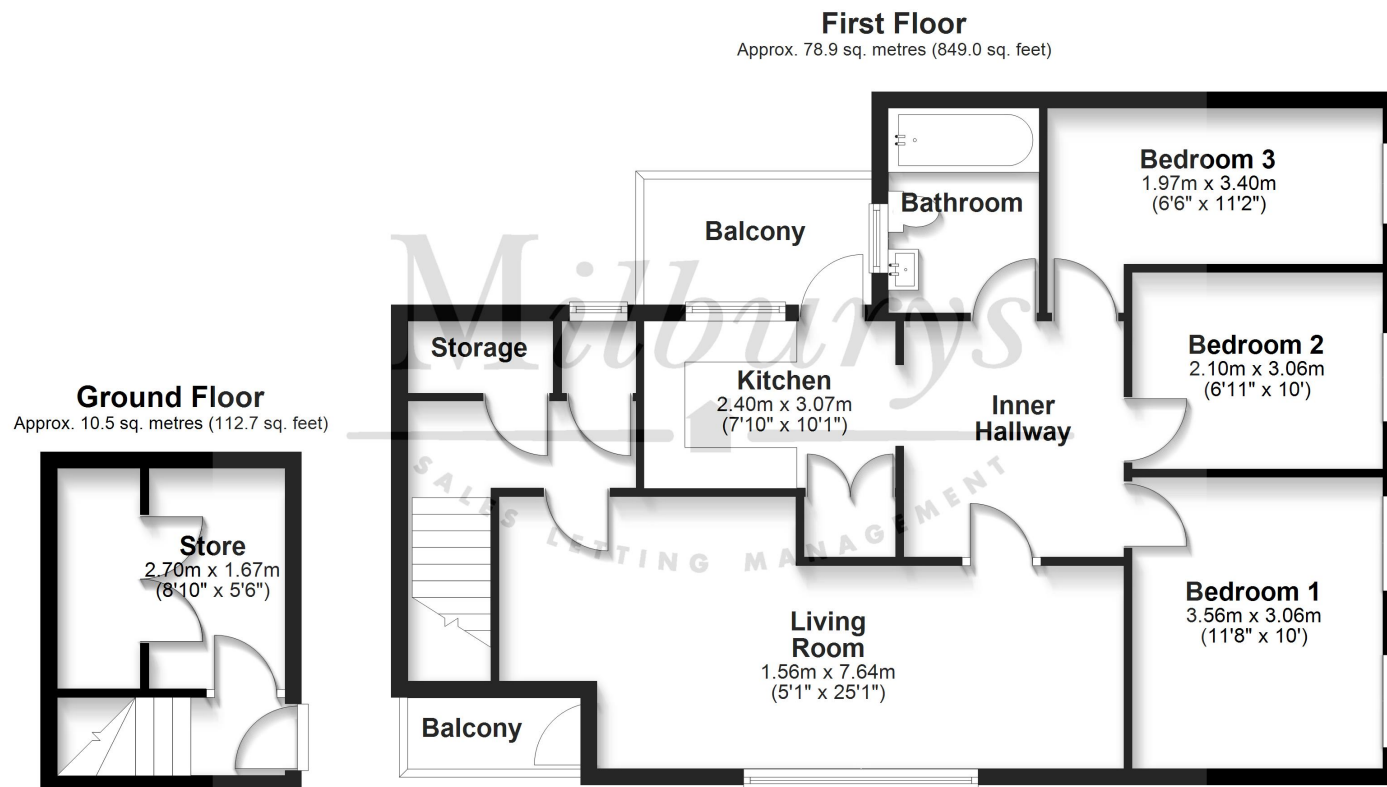 First Floor
Approx. 78.9 sq. metres (849.0 sq. feet)
Bedroom 3
1.97m x 3.40m
(6'6" x 11'2")
Bathroom
Balcony
Milburys
Storage
Kitchen
2.40m x 3.07m
(7'10" x 10'1")
Bedroom 2
2.10m x 3.06m
(6'11" x 10')
Inner
Hallway
Ground Floor
Approx. 10.5 sq. metres (112.7 sq. feet)
SALES LETTING MANAGEMENT
Store
2.70m x 1.67m
(8'10" x 5'6")
Bedroom 1
3.56m x 3.06m
(11'8" x 10')
Living
Room
1.56m x 7.64m
(5'1" x 25'1")
Balcony